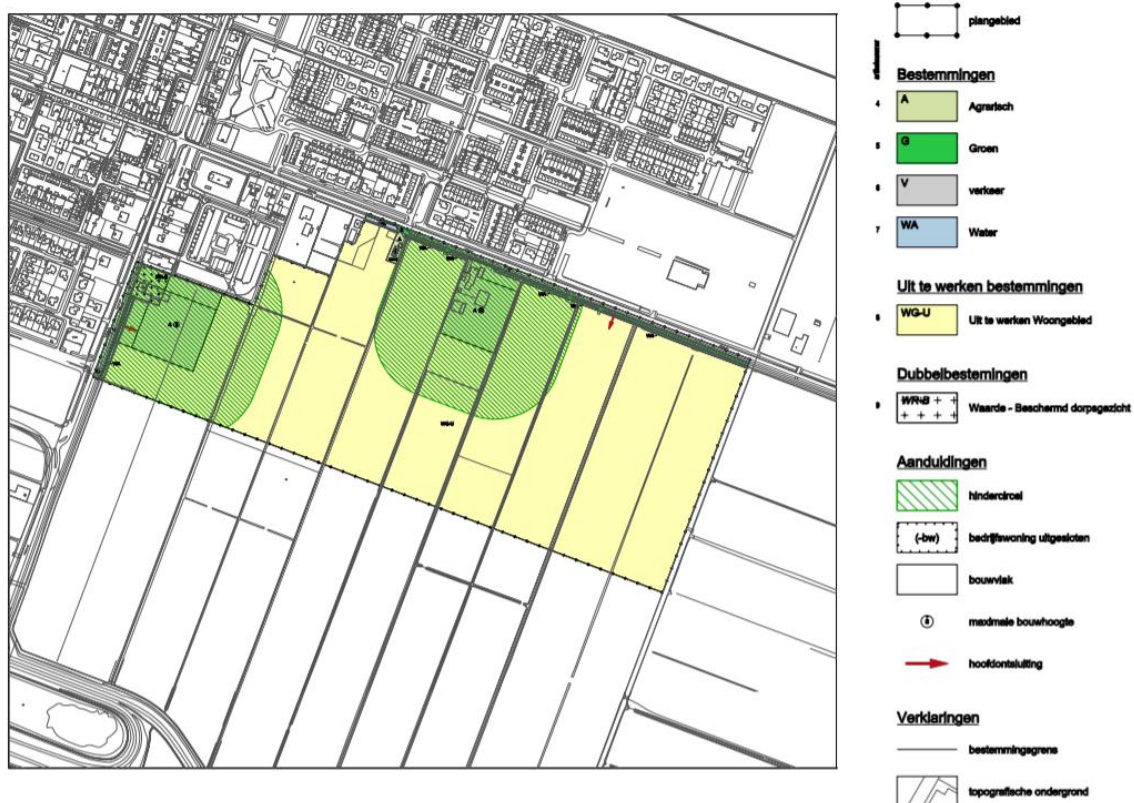 plangebied
artikelnummer
Bestemmingen
4 A Agrarisch
5 G Groen
6 V verkeer
7 WA Water
Uit te werken bestemmingen
8 WG-U Uit te werken Woongebied
Dubbelbestemingen
9 WR-B Waarde - Beschermd dorpsgezicht
Aanduidingen
hindercircel
(-bw) bedrijfswoning uitgesloten
bouwvlak
maximale bouwhoogte
hoofdontsluiting
Verklaringen
bestemmingsgrens
topografische ondergrond
WG-U